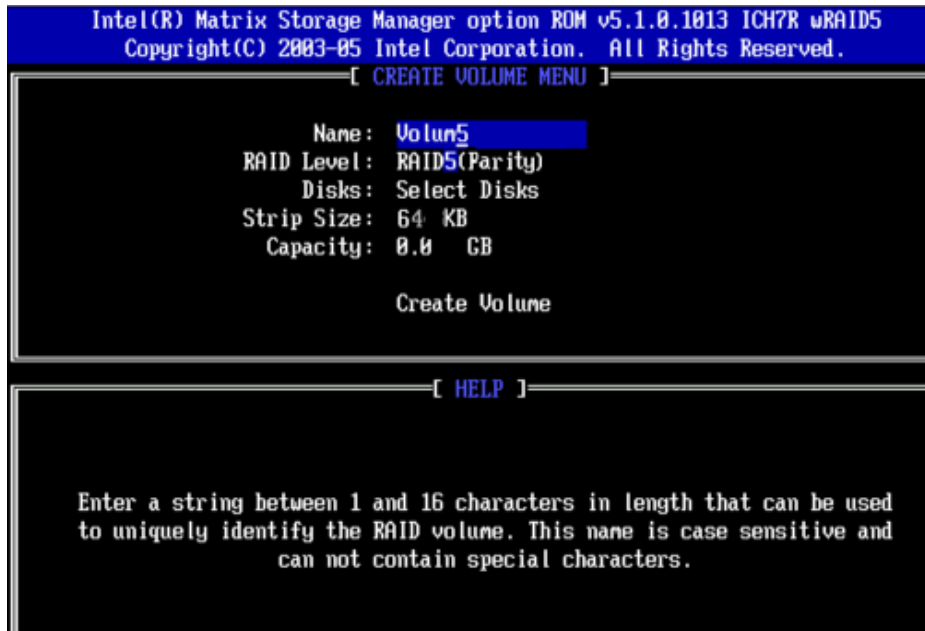 Intel(R) Matrix Storage Manager option ROM v5.1.0.1013 ICH7R wRAID5
Copyright(C) 2003-05 Intel Corporation. All Rights Reserved.
[ CREATE VOLUME MENU ]
Name: Volum5
RAID Level: RAID5(Parity)
Disks: Select Disks
Strip Size: 64 KB
Capacity: 0.0 GB
Create Volume
[ HELP ]
Enter a string between 1 and 16 characters in length that can be used
to uniquely identify the RAID volume. This name is case sensitive and
can not contain special characters.